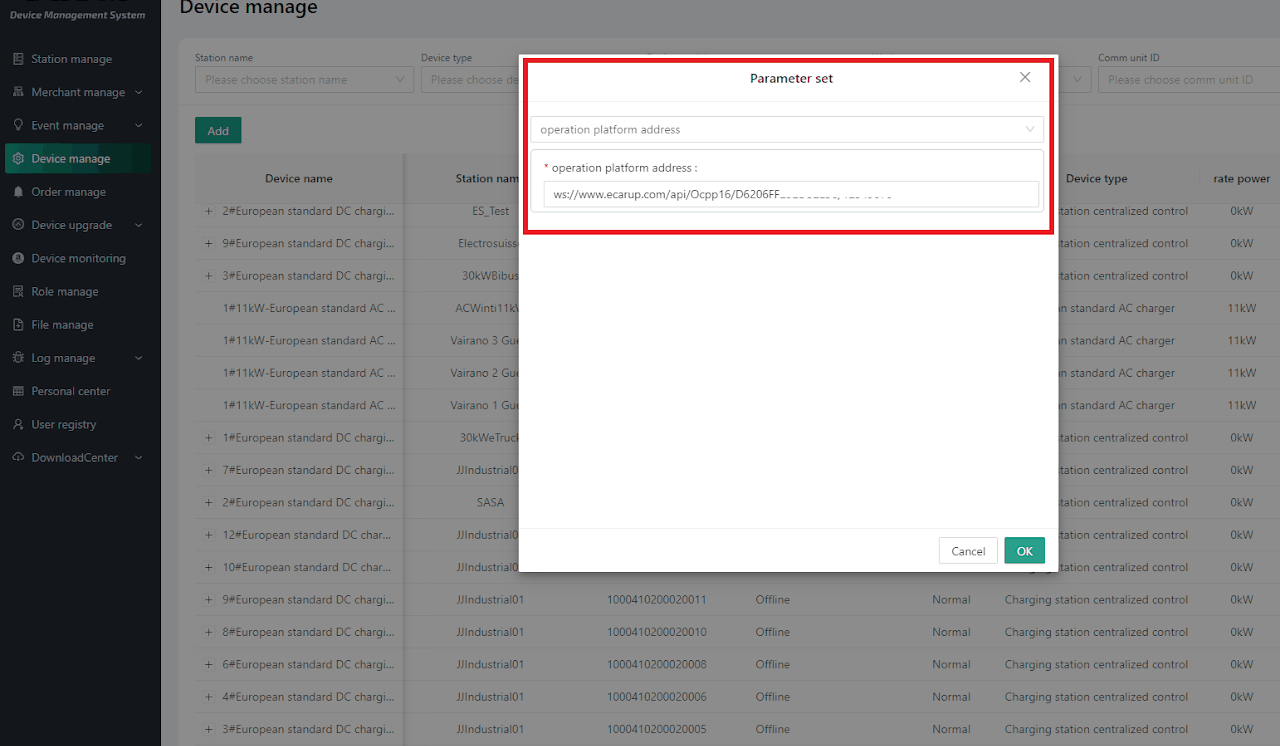 Device Management System
Station manage
Merchant manage
Event manage
Device manage
Order manage
Device upgrade
Device monitoring
Role manage
File manage
Log manage
Personal center
User registry
DownloadCenter
Device manage
Station name
Device type
Comm unit ID
Please choose station name
Please choose de
Please choose comm unit ID
Add
Parameter set
operation platform address
* operation platform address :
ws://www.ecarup.com/api/Ocpp16/D6206FF
Cancel
OK
Device name Station nam Device type rate power
+ 2#European standard DC chargi... ES_Test tation centralized control 0kW
+ 9#European standard DC chargi... Electrosuiss tation centralized control 0kW
+ 3#European standard DC chargi... 30kWBibus tation centralized control 0kW
1#11kW-European standard AC ... ACWinti11kV n standard AC charger 11kW
1#11kW-European standard AC ... Vairano 3 Gue n standard AC charger 11kW
1#11kW-European standard AC ... Vairano 2 Gue n standard AC charger 11kW
1#11kW-European standard AC ... Vairano 1 Gue n standard AC charger 11kW
+ 1#European standard DC chargi... 30kWeTruck tation centralized control 0kW
+ 7#European standard DC chargi... JJIndustrial0 tation centralized control 0kW
+ 2#European standard DC chargi... SASA tation centralized control 0kW
+ 12#European standard DC char... JJIndustrial0 tation centralized control 0kW
+ 10#European standard DC char... JJIndustrial0 tation centralized control 0kW
+ 9#European standard DC chargi... JJIndustrial01 1000410200020011 Offline Normal Charging station centralized control 0kW
+ 8#European standard DC chargi... JJIndustrial01 1000410200020010 Offline Normal Charging station centralized control 0kW
+ 6#European standard DC chargi... JJIndustrial01 1000410200020008 Offline Normal Charging station centralized control 0kW
+ 4#European standard DC chargi... JJIndustrial01 1000410200020006 Offline Normal Charging station centralized control 0kW
+ 3#European standard DC chargi... JJIndustrial01 1000410200020005 Offline Normal Charging station centralized control 0kW